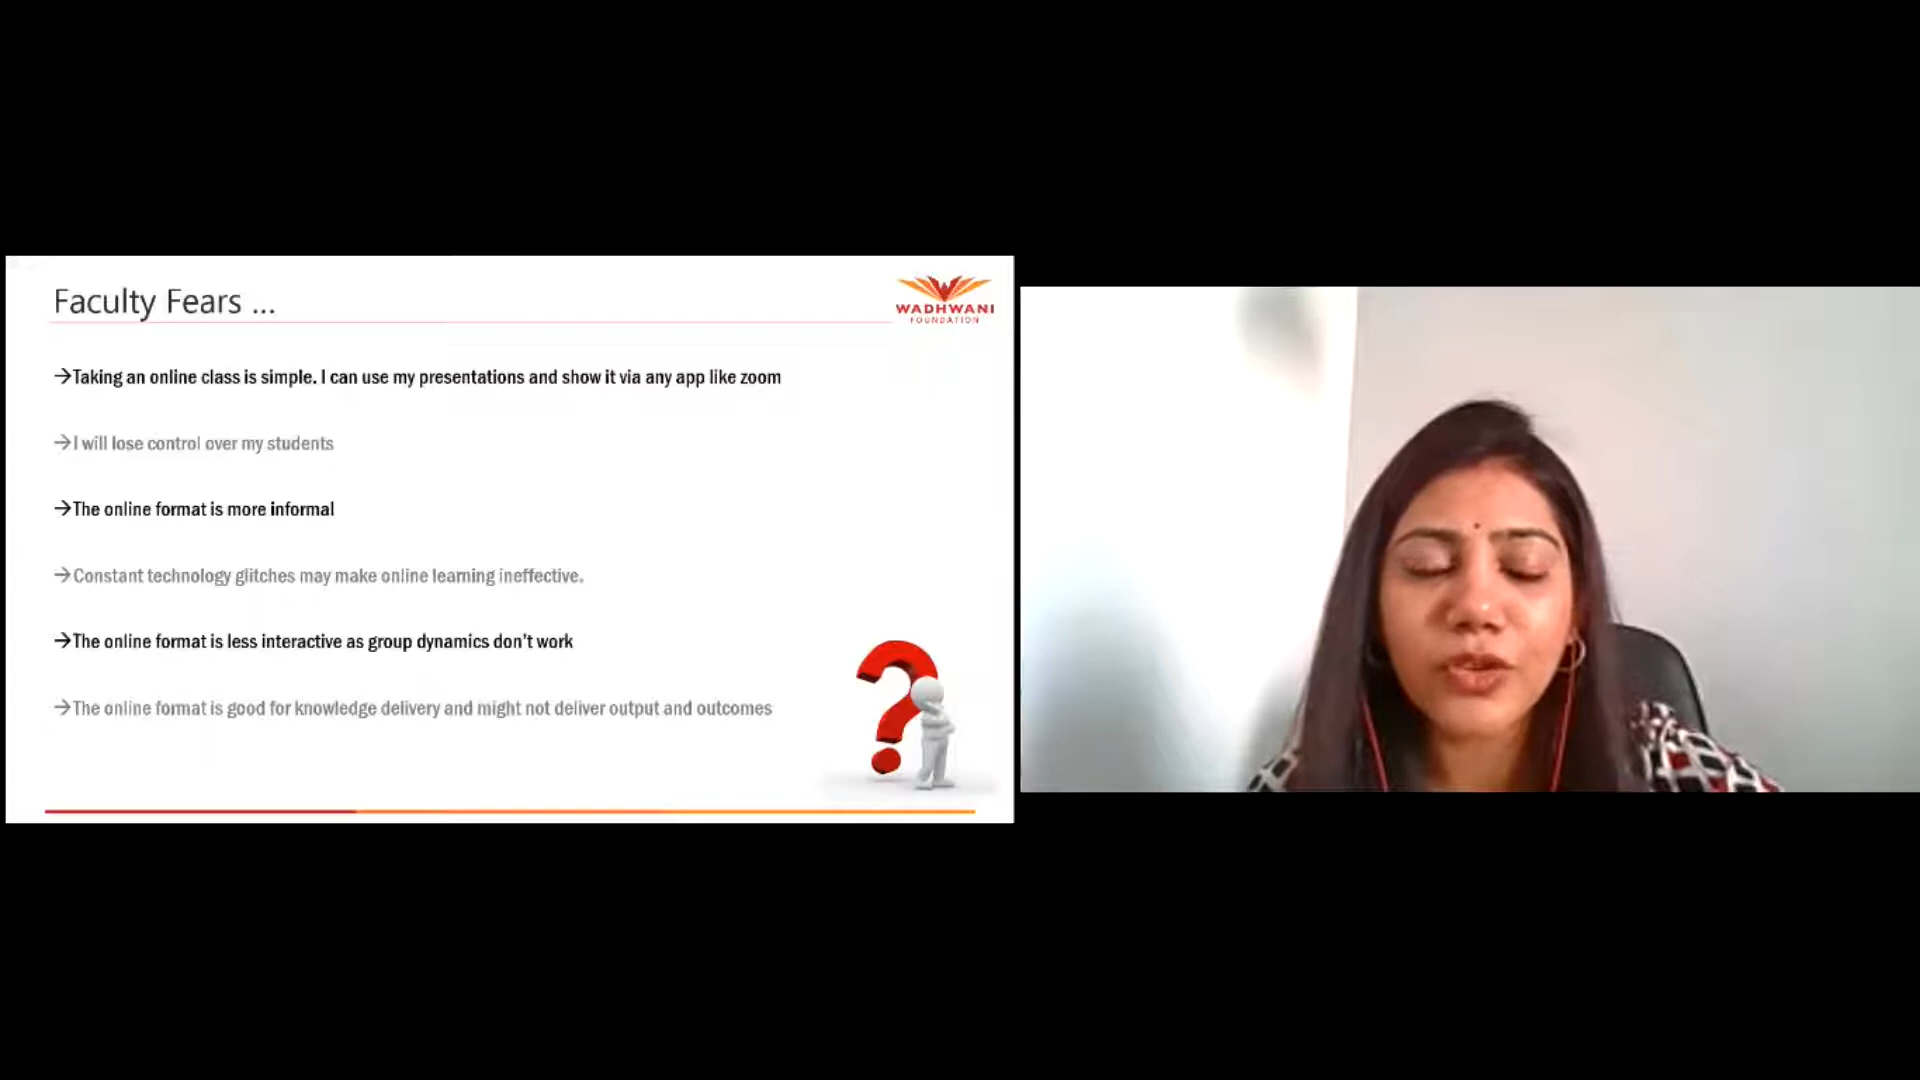 Faculty Fears ...
WADHWANI
FOUNDATION
→Taking an online class is simple. I can use my presentations and show it via any app like zoom
→I will lose control over my students
→The online format is more informal
→Constant technology glitches may make online learning ineffective.
→The online format is less interactive as group dynamics don't work
→The online format is good for knowledge delivery and might not deliver output and outcomes